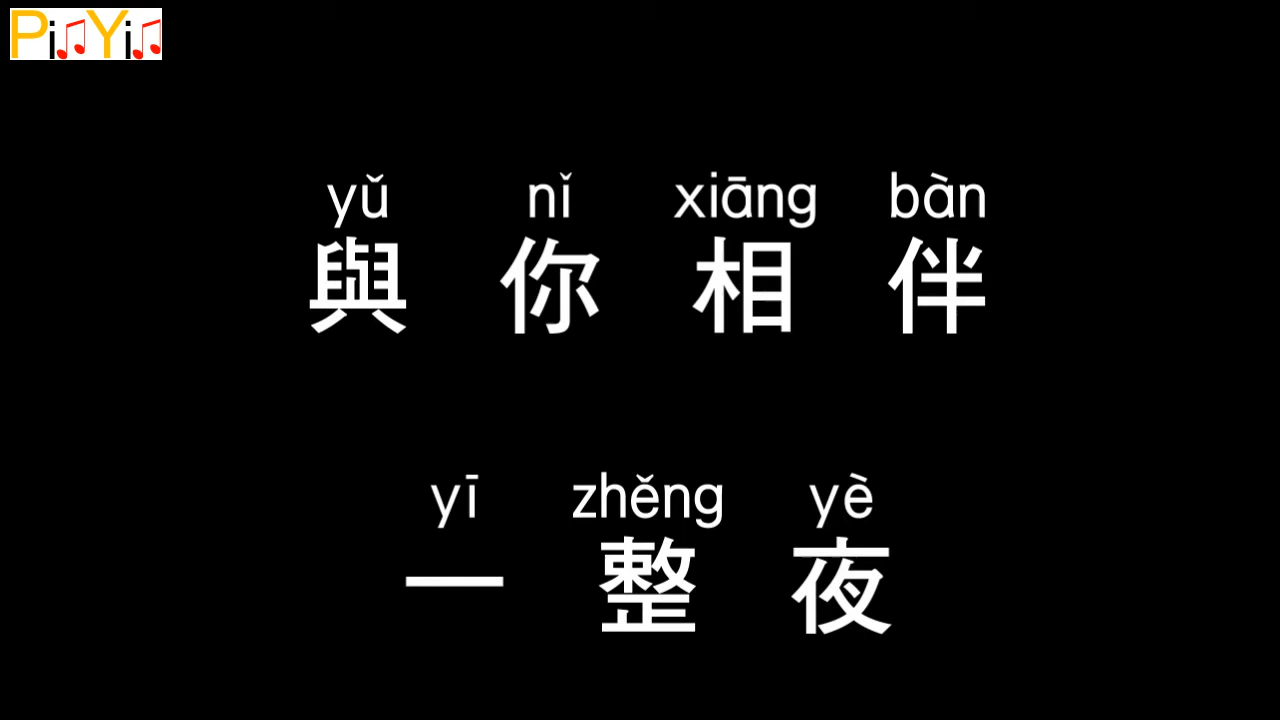 PinYin
yǔ nǐ xiāng bàn
與 你 相 伴
yī zhěng yè
一 整 夜